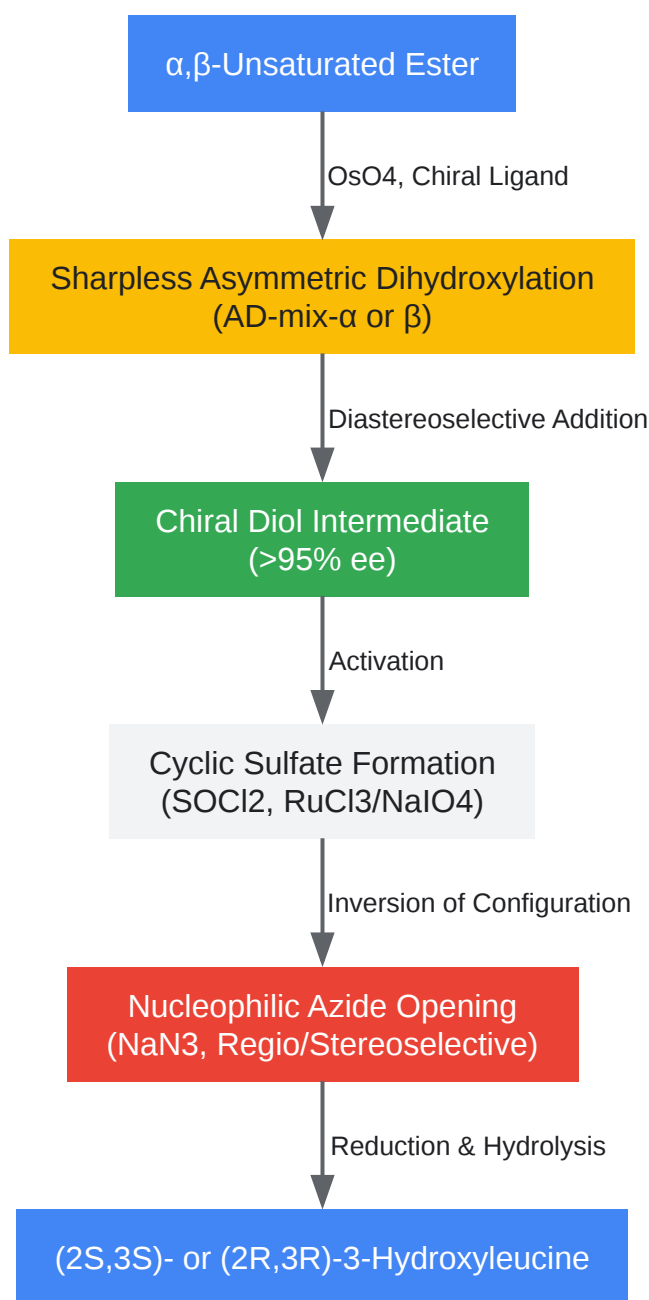 α,β-Unsaturated Ester
OsO4, Chiral Ligand
Sharpless Asymmetric Dihydroxylation
(AD-mix-α or β)
Diastereoselective Addition
Chiral Diol Intermediate
(>95% ee)
Activation
Cyclic Sulfate Formation
(SOCl2, RuCl3/NaIO4)
Inversion of Configuration
Nucleophilic Azide Opening
(NaN3, Regio/Stereoselective)
Reduction & Hydrolysis
(2S,3S)- or (2R,3R)-3-Hydroxyleucine